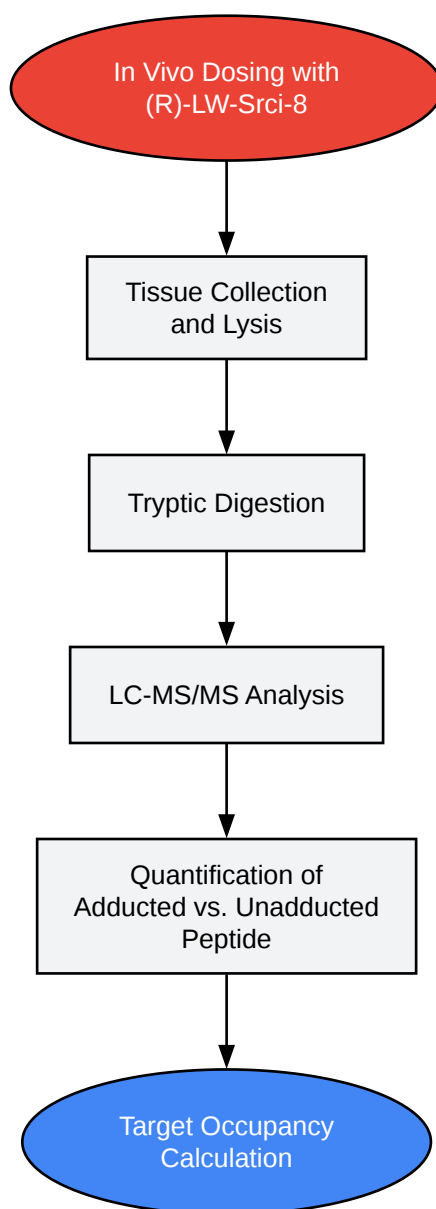 In Vivo Dosing with
(R)-LW-Srci-8
Tissue Collection
and Lysis
Tryptic Digestion
LC-MS/MS Analysis
Quantification of
Adducted vs. Unadducted
Peptide
Target Occupancy
Calculation